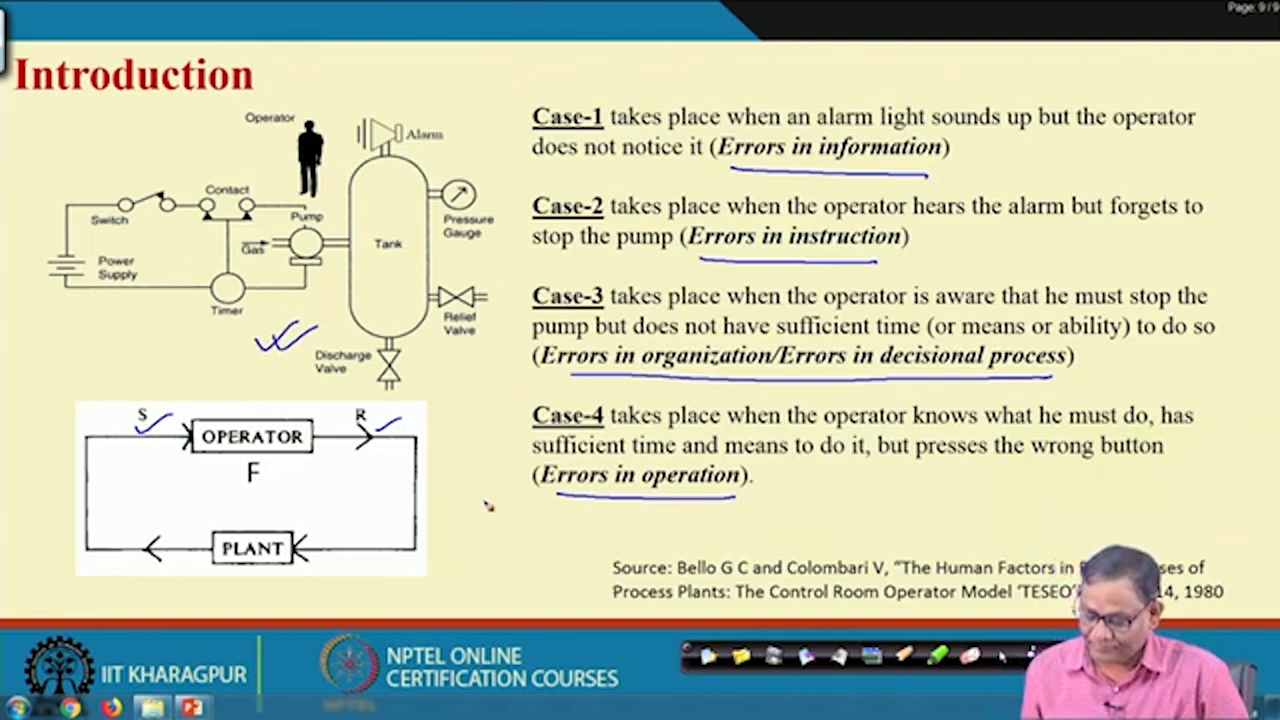 Page: 9 / 9
Introduction
Operator
Alarm
Contact
Switch
Pump
Pressure
Gauge
Gas
Tank
Power
Supply
Timer
Relief
Valve
Discharge
Valve
S
R
OPERATOR
F
PLANT
Case-1 takes place when an alarm light sounds up but the operator
does not notice it (Errors in information)
Case-2 takes place when the operator hears the alarm but forgets to
stop the pump (Errors in instruction)
Case-3 takes place when the operator is aware that he must stop the
pump but does not have sufficient time (or means or ability) to do so
(Errors in organization/Errors in decisional process)
Case-4 takes place when the operator knows what he must do, has
sufficient time and means to do it, but presses the wrong button
(Errors in operation).
Source: Bello G C and Colombari V, “The Human Factors in of
Process Plants: The Control Room Operator Model ‘TESEO’ 14, 1980
IIT KHARAGPUR
NPTEL ONLINE
CERTIFICATION COURSES